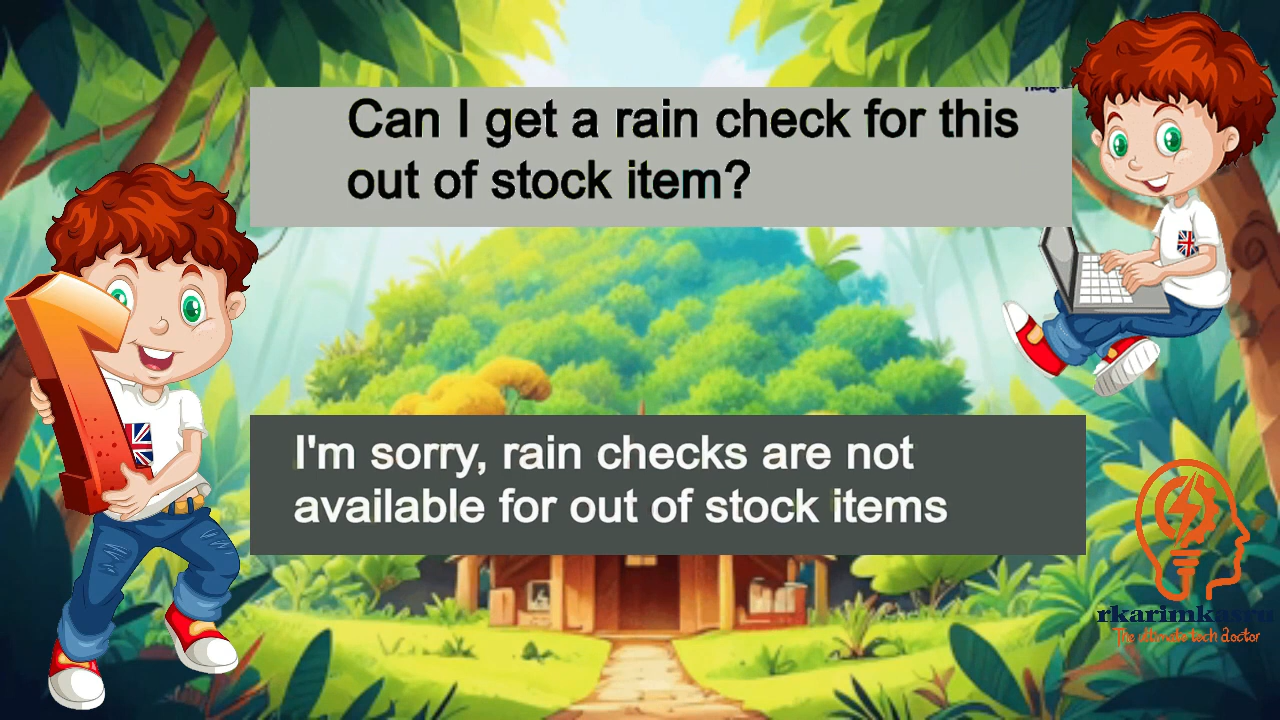 Can I get a rain check for this
out of stock item?
I'm sorry, rain checks are not
available for out of stock items
The ultimate tech doctor